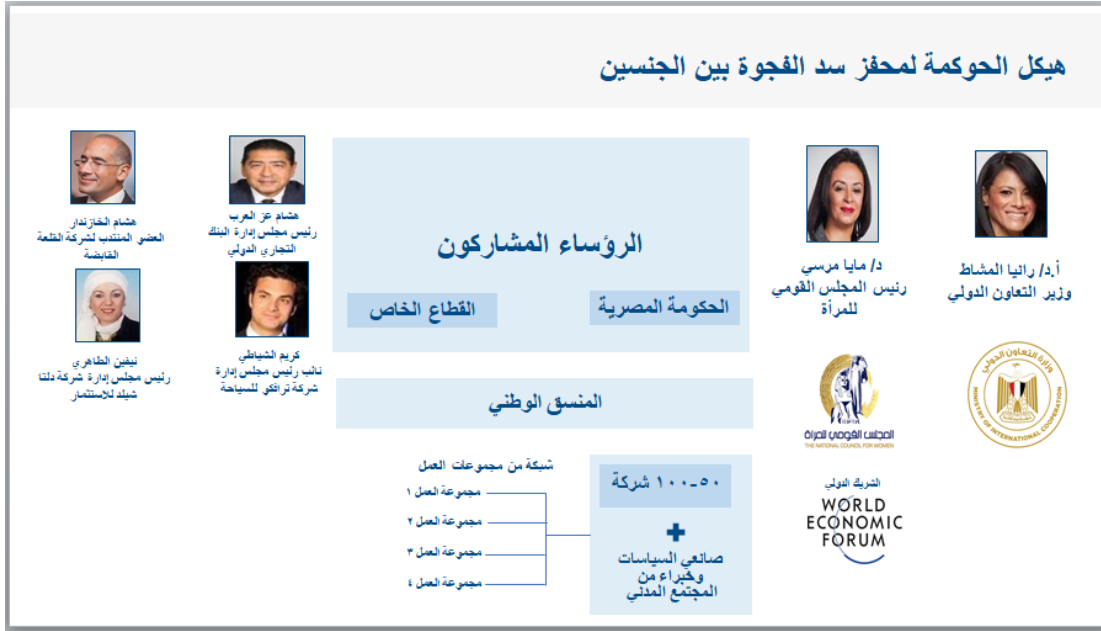 هيكل الحوكمة لمحفز سد الفجوة بين الجنسين
أ.د/ رانيا المشاط
وزير التعاون الدولي
د/ مايا مرسي
رئيس المجلس القومي
للمرأة
وزارة التعاون الدولي
MINISTRY OF INTERNATIONAL COOPERATION
المجلس القومي للمرأة
THE NATIONAL COUNCIL FOR WOMEN
الشريك الدولي
WORLD
ECONOMIC
FORUM
الرؤساء المشاركون
الحكومة المصرية
القطاع الخاص
المنسق الوطني
٥٠-١٠٠ شركة
+
صانعي السياسات
وخبراء من
المجتمع المدني
شبكة من مجموعات العمل
مجموعة العمل ١
مجموعة العمل ٢
مجموعة العمل ٣
مجموعة العمل ٤
هشام عز العرب
رئيس مجلس إدارة البنك
التجاري الدولي
هشام الخازندار
العضو المنتدب لشركة القلعة
القابضة
كريم الشياطي
نائب رئيس مجلس إدارة
شركة ترافكو للسياحة
نيفين الطاهري
رئيس مجلس إدارة شركة دلتا
شيلد للاستثمار